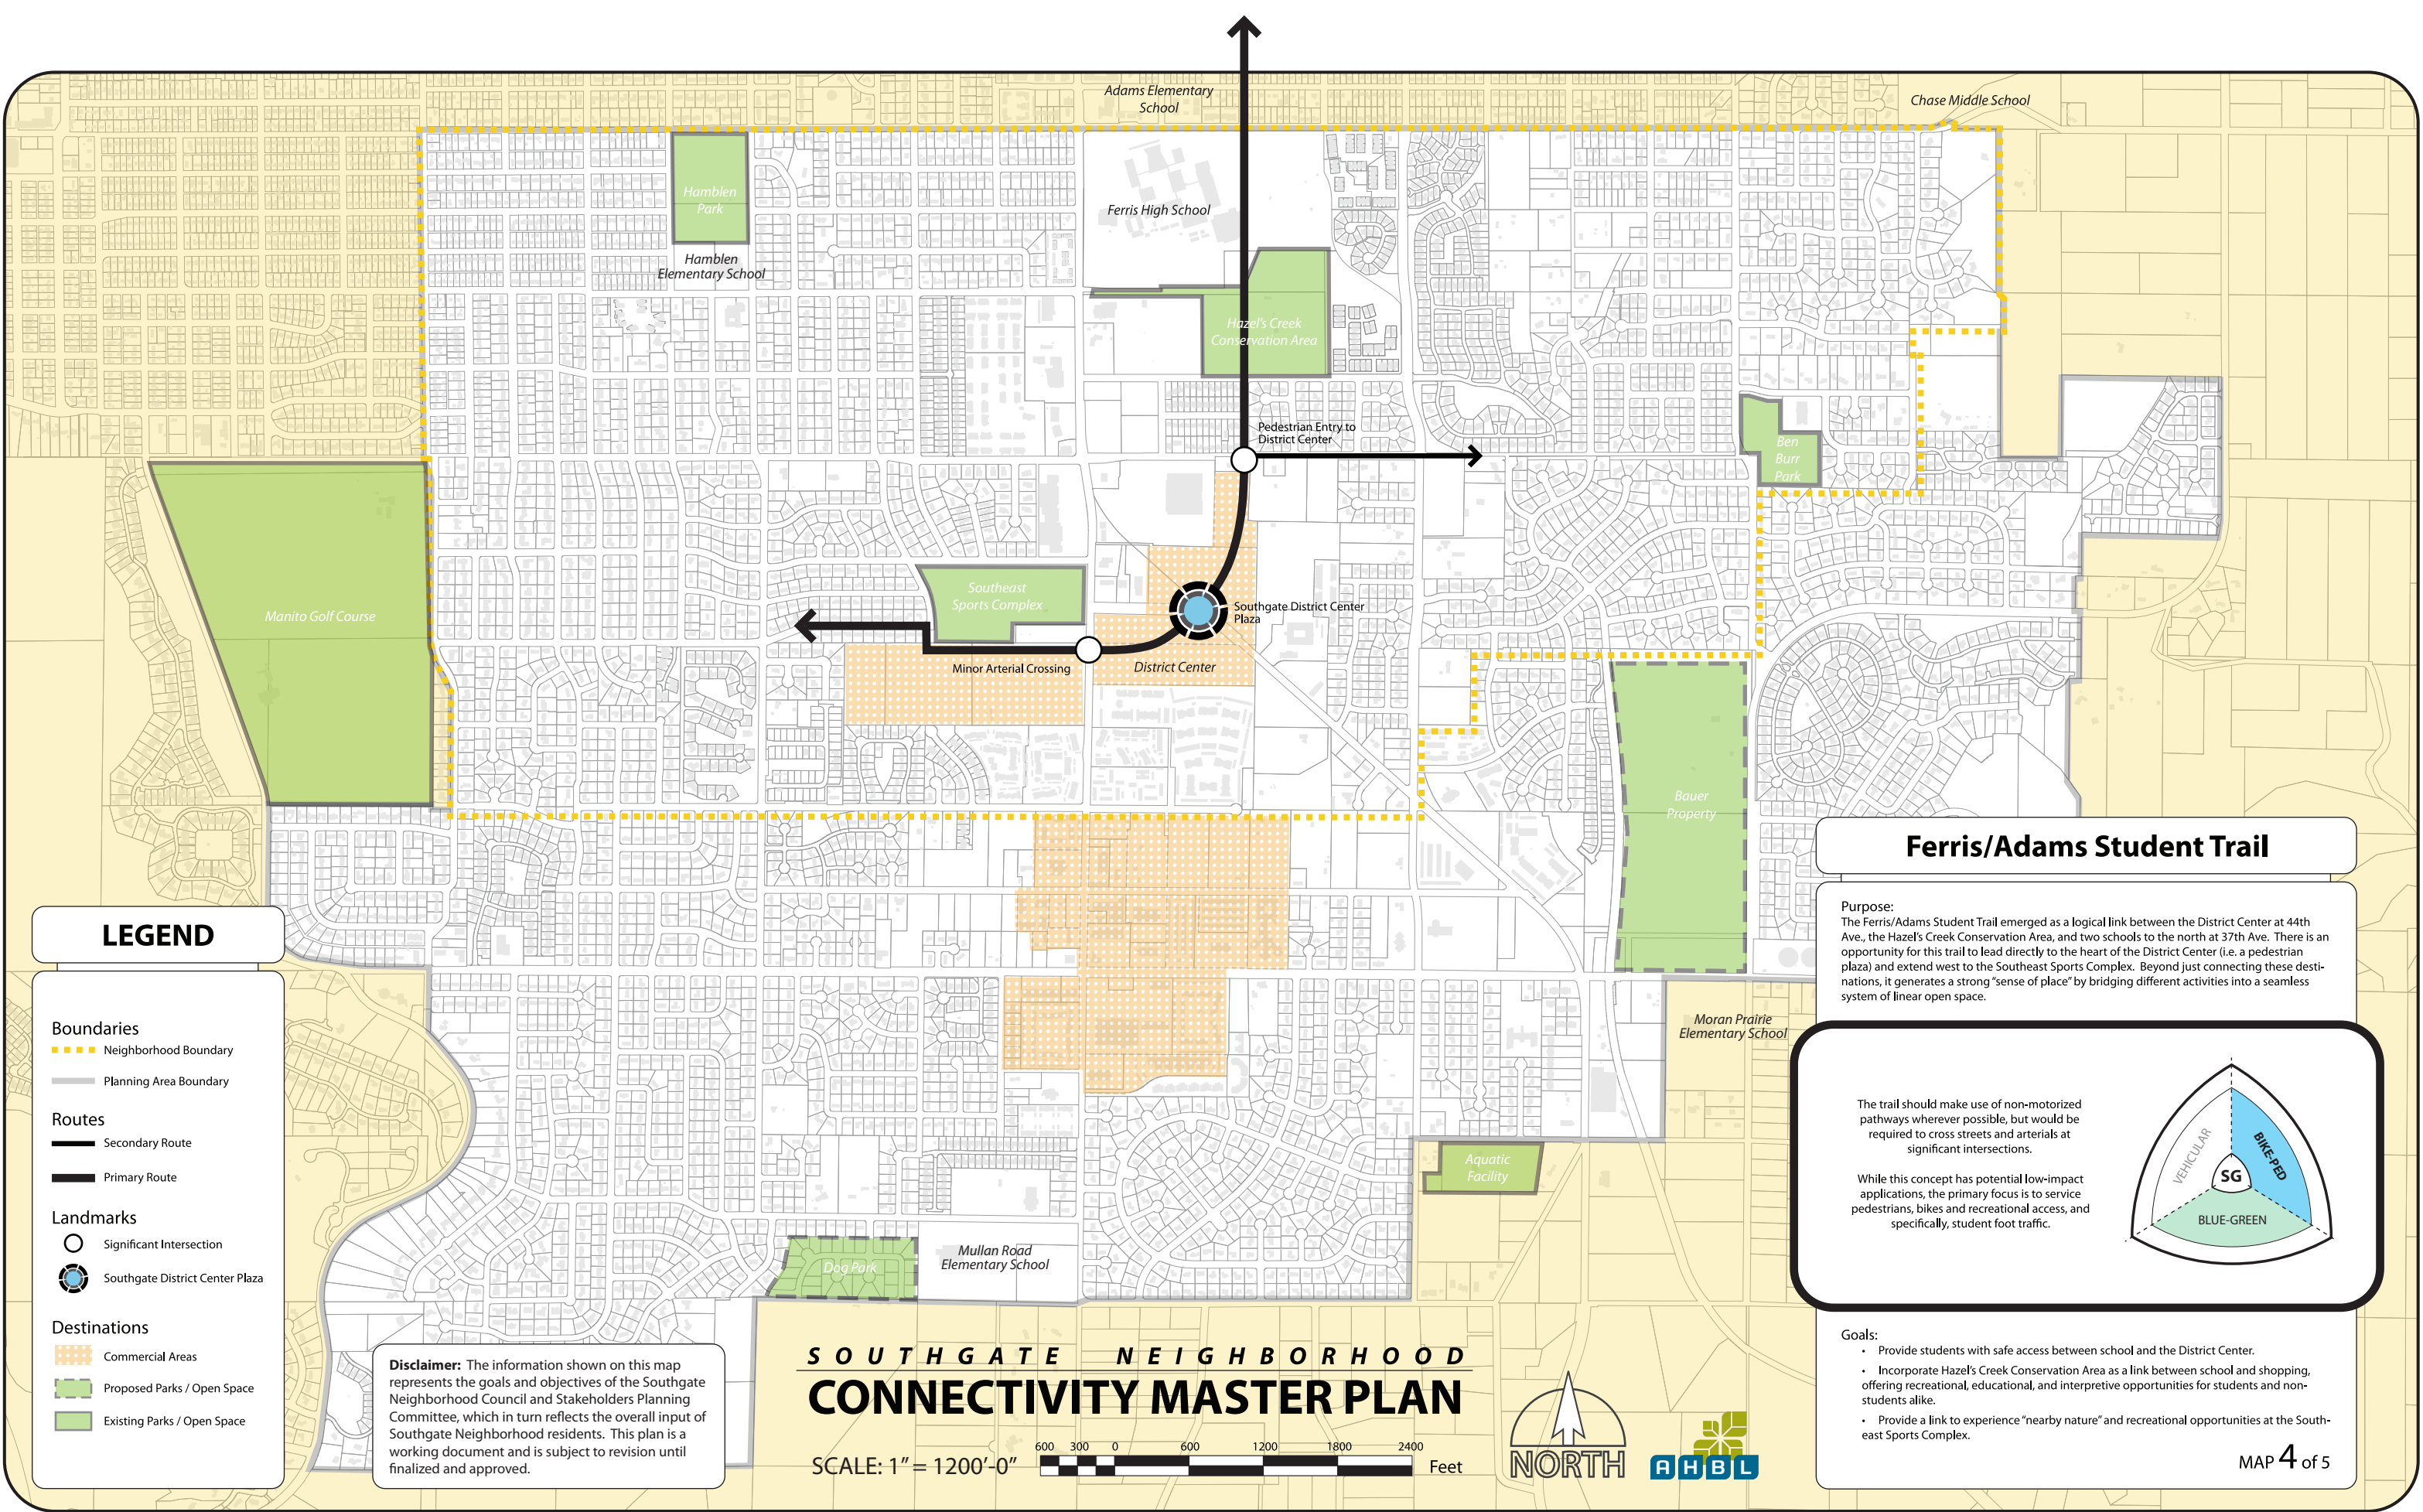 Adams Elementary
School
Chase Middle School
Hamblen
Park
Ferris High School
Hamblen
Elementary School
Hazel's Creek
Conservation Area
Pedestrian Entry to
District Center
Ben
Burr
Park
Manito Golf Course
Southeast
Sports Complex
Southgate District Center
Plaza
Minor Arterial Crossing
District Center
Bauer
Property
Moran Prairie
Elementary School
Aquatic
Facility
Dog Park
Mullan Road
Elementary School
LEGEND
Boundaries
Neighborhood Boundary
Planning Area Boundary
Routes
Secondary Route
Primary Route
Landmarks
Significant Intersection
Southgate District Center Plaza
Destinations
Commercial Areas
Proposed Parks / Open Space
Existing Parks / Open Space
Disclaimer: The information shown on this map
represents the goals and objectives of the Southgate
Neighborhood Council and Stakeholders Planning
Committee, which in turn reflects the overall input of
Southgate Neighborhood residents. This plan is a
working document and is subject to revision until
finalized and approved.
SOUTHGATE NEIGHBORHOOD
CONNECTIVITY MASTER PLAN
SCALE: 1" = 1200'-0"
600 300 0 600 1200 1800 2400
Feet
NORTH
AHBL
Ferris/Adams Student Trail
Purpose:
The Ferris/Adams Student Trail emerged as a logical link between the District Center at 44th
Ave., the Hazel's Creek Conservation Area, and two schools to the north at 37th Ave. There is an
opportunity for this trail to lead directly to the heart of the District Center (i.e. a pedestrian
plaza) and extend west to the Southeast Sports Complex. Beyond just connecting these desti-
nations, it generates a strong "sense of place" by bridging different activities into a seamless
system of linear open space.
The trail should make use of non-motorized
pathways wherever possible, but would be
required to cross streets and arterials at
significant intersections.
While this concept has potential low-impact
applications, the primary focus is to service
pedestrians, bikes and recreational access, and
specifically, student foot traffic.
VEHICULAR
BIKE-PED
SG
BLUE-GREEN
Goals:
• Provide students with safe access between school and the District Center.
• Incorporate Hazel's Creek Conservation Area as a link between school and shopping,
offering recreational, educational, and interpretive opportunities for students and non-
students alike.
• Provide a link to experience "nearby nature" and recreational opportunities at the South-
east Sports Complex.
MAP 4 of 5